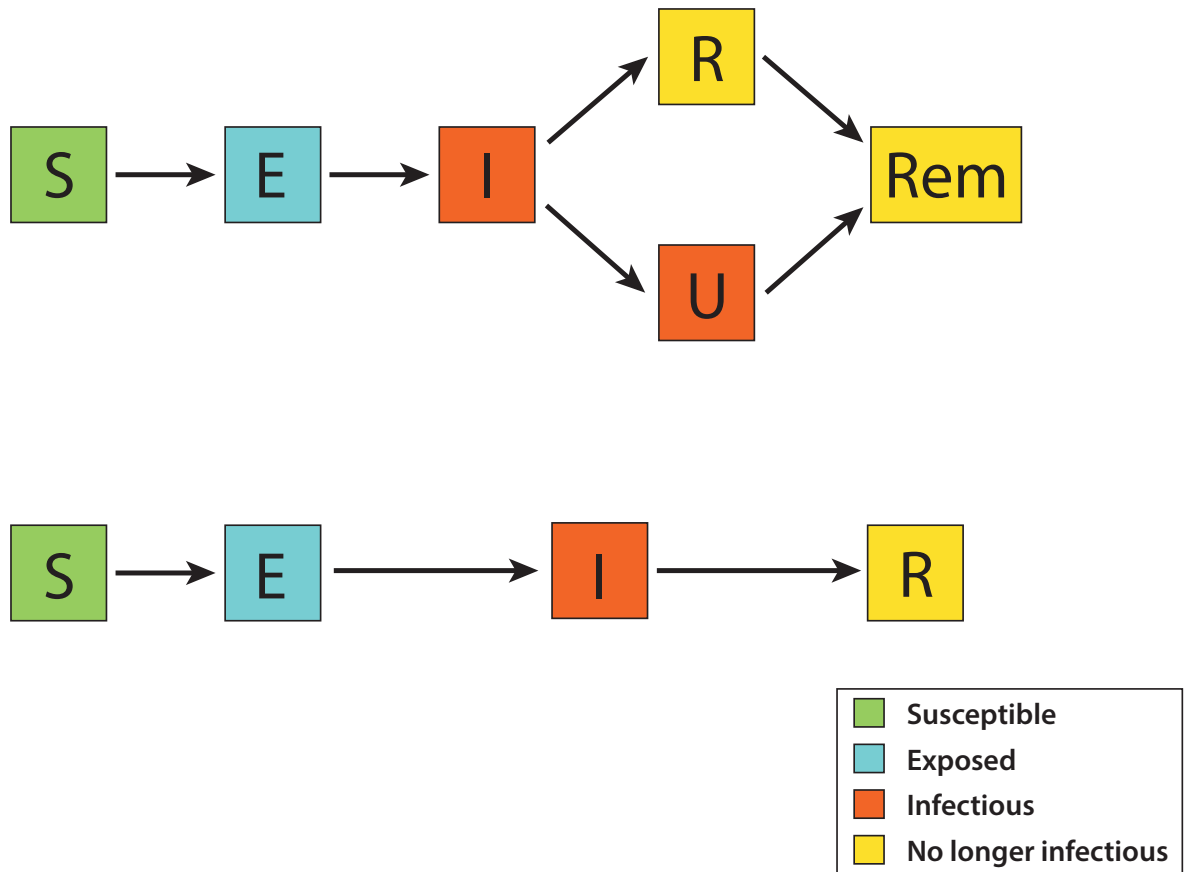 R
S
E
I
Rem
U
S
E
I
R
Susceptible
Exposed
Infectious
No longer infectious